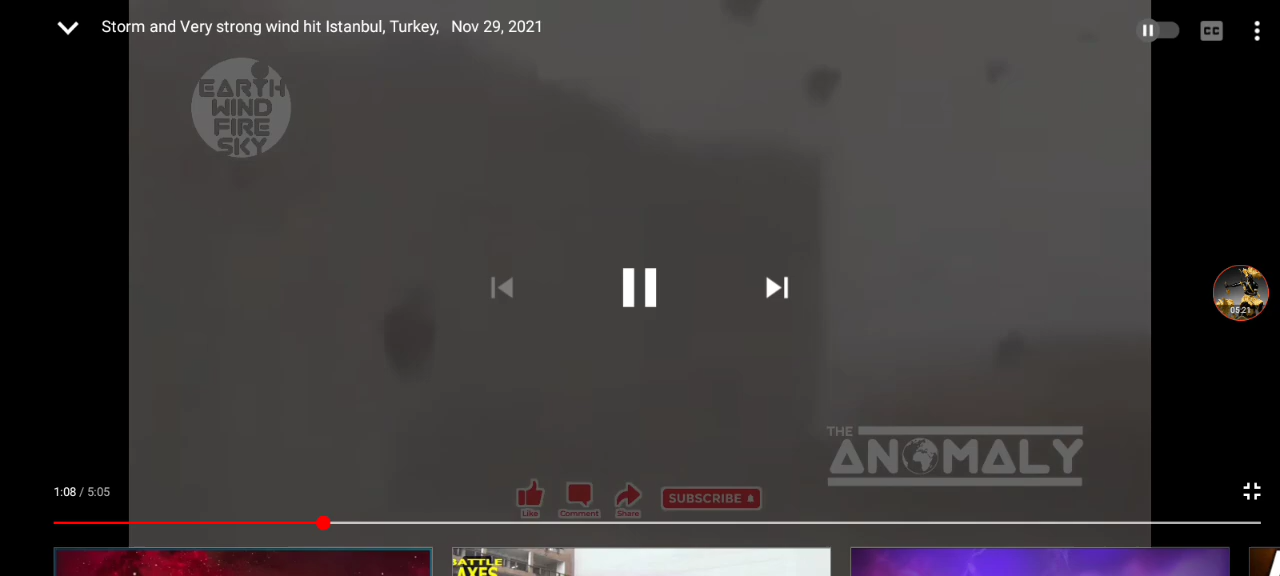 Storm and Very strong wind hit Istanbul, Turkey, Nov 29, 2021
CC
EARTH
WIND
FIRE
SKY
05:21
THE
ANOMALY
1:08 / 5:05
Like
Comment
Share
SUBSCRIBE
BATTLE
AXES